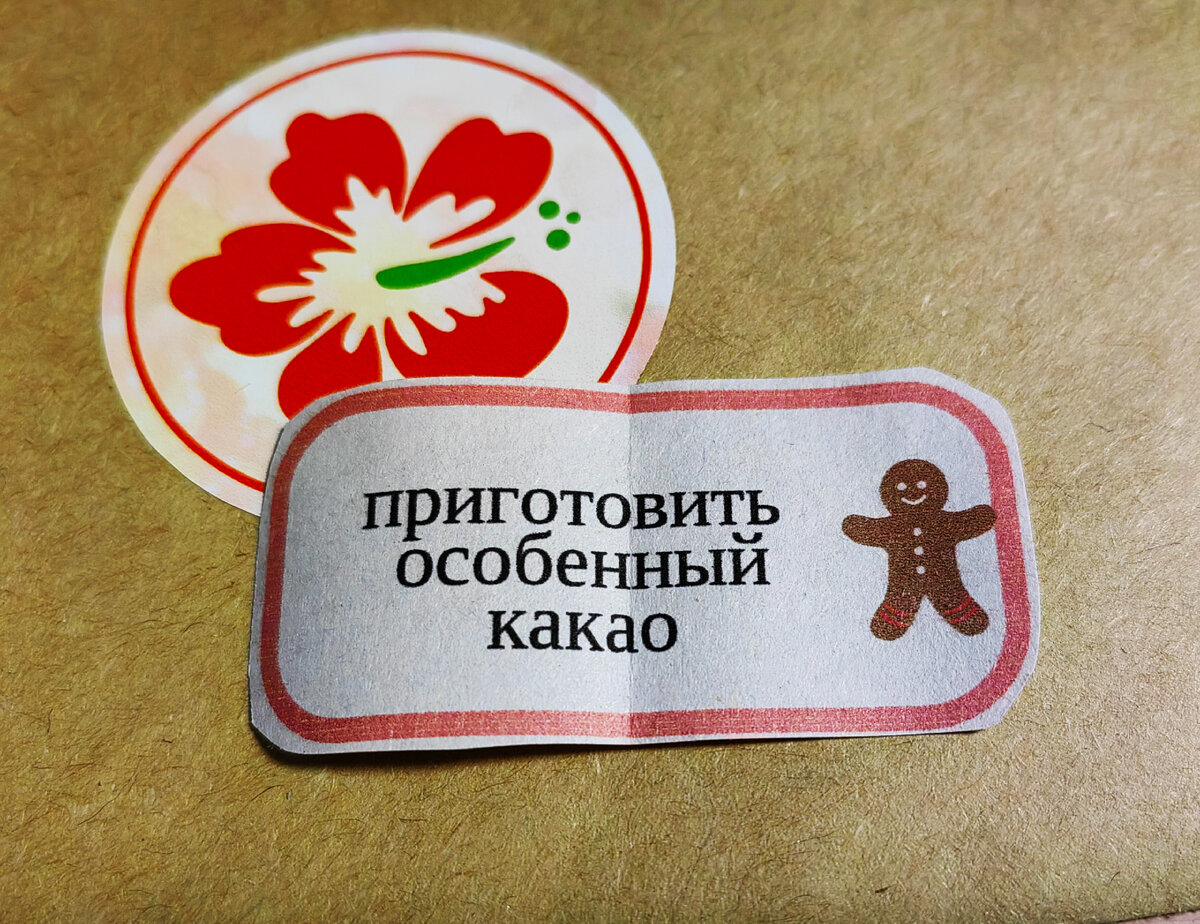 приготовить
особенный
какао